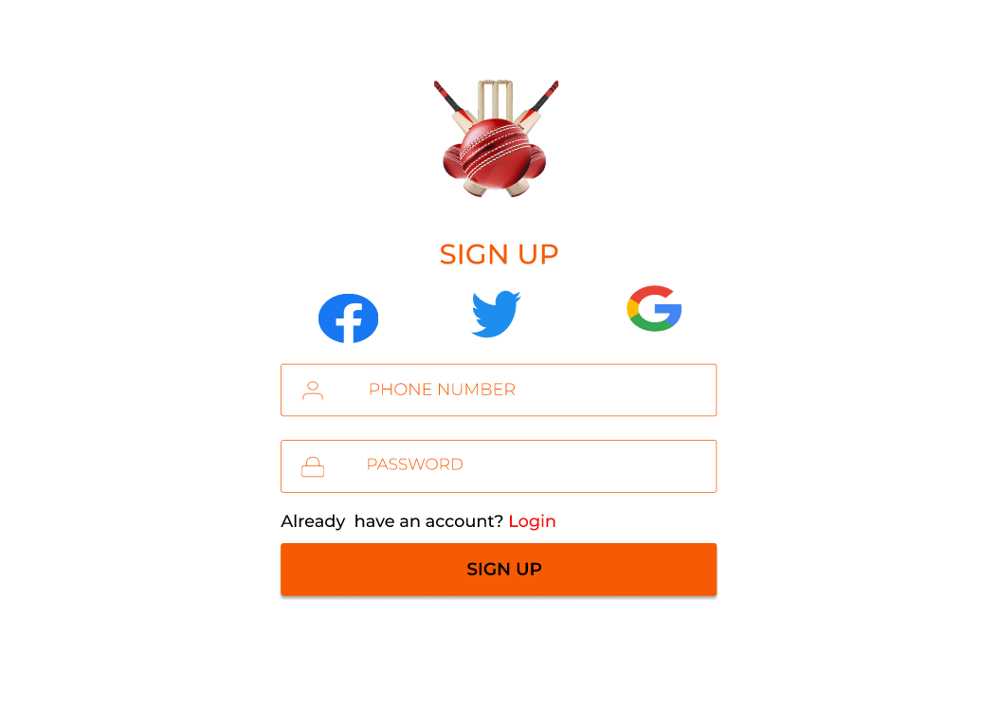 SIGN UP
PHONE NUMBER
PASSWORD
Already  have an account? Login
SIGN UP